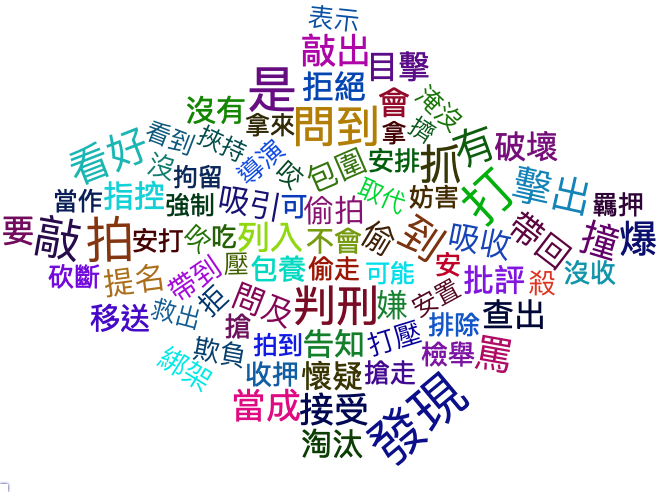 表示
敲出
目擊
是
拒絕
會
淹沒
沒有
拿來
問到
拿
擠
看好
看到
挾持
導演
咬
包圍
安排
抓
有
破壞
沒
拘留
當作
指控
強制
吸引
可
偷拍
取代
妨害
打
擊出
羈押
要
敲
拍
安打
吃
列入
不會
偷
到
吸收
帶回
撞
爆
砍斷
提名
帶到
壓
包養
偷走
可能
安
批評
殺
沒收
移送
救出
拒
問及
判刑
嫌
安置
排除
查出
搶
欺負
拍到
告知
打壓
檢舉
罵
綁架
收押
懷疑
搶走
當成
接受
發現
淘汰